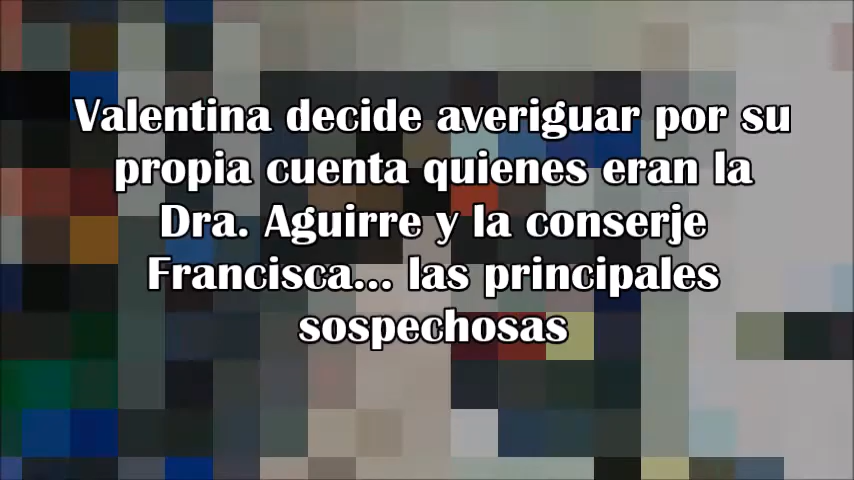 Valentina decide averiguar por su
propia cuenta quienes eran la
Dra. Aguirre y la conserje
Francisca... las principales
sospechosas